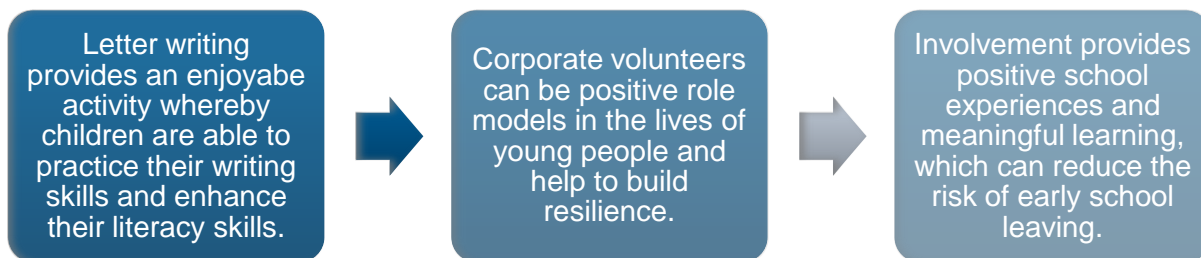 Letter writing
provides an enjoyabe
activity whereby
children are able to
practice their writing
skills and enhance
their literacy skills.
Corporate volunteers
can be positive role
models in the lives of
young people and
help to build
resilience.
Involvement provides
positive school
experiences and
meaningful learning,
which can reduce the
risk of early school
leaving.